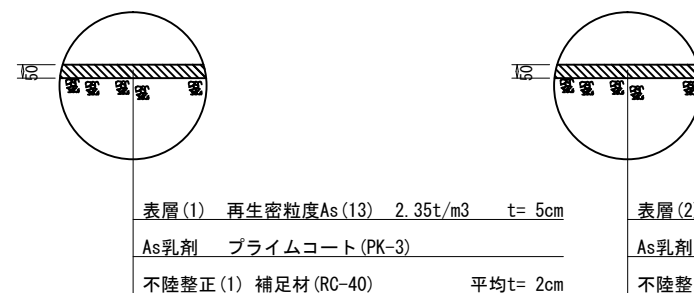 50
50
表層(1) 再生密粒度As(13) 2.35t/m3 t= 5cm
As乳剤 プライムコート(PK-3)
不陸整正(1) 補足材(RC-40) 平均t= 2cm
表層(2
As乳剤
不陸整